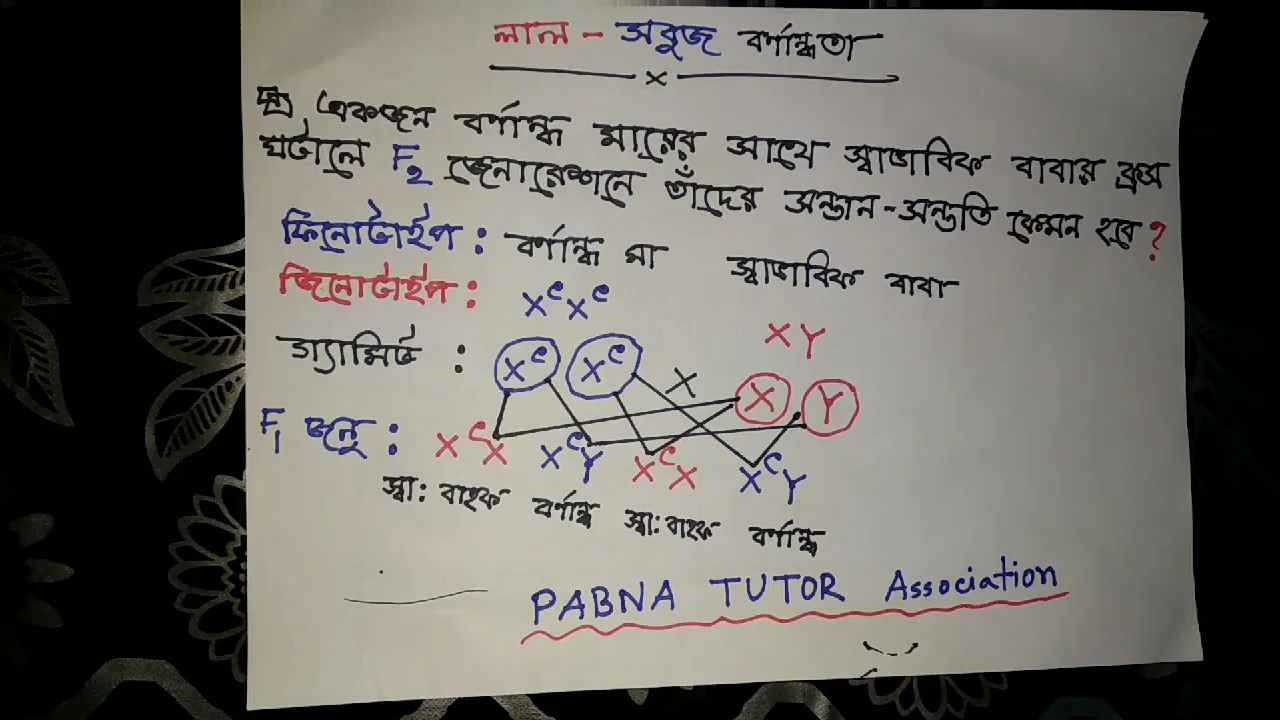 লাল - সবুজ বর্ণান্ধতা
x
প্রঃ একজন বর্ণান্ধ মায়ের সাথে স্বাভাবিক বাবার ক্রস
ঘটালে F₂ জেনারেশনে তাঁদের সন্তান-সন্ততি কেমন হবে?
ফিনোটাইপ : বর্ণান্ধ মা স্বাভাবিক বাবা
জিনোটাইপ : XᶜXᶜ XY
গ্যামিট : Xᶜ Xᶜ X X Y
F₁ জনু : XᶜX XᶜY XᶜX XᶜY
স্বা: বাহক বর্ণান্ধ স্বা: বাহক বর্ণান্ধ
PABNA TUTOR Association